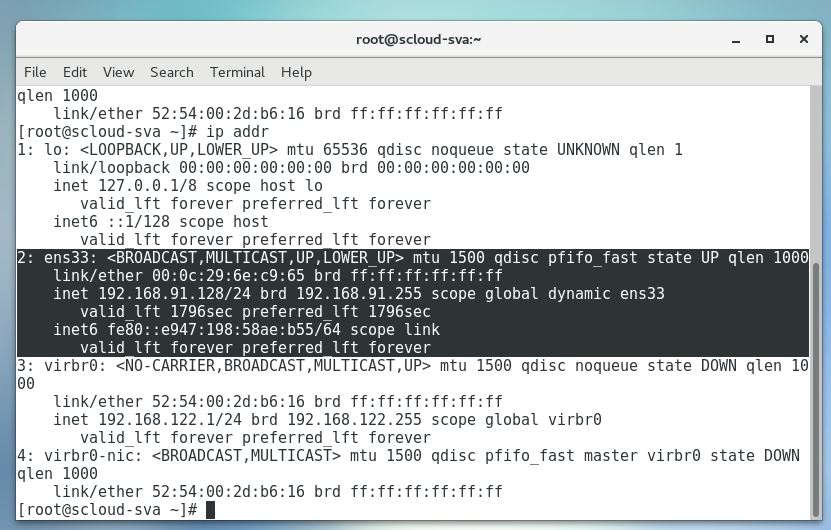 root@scloud-sva:~
File Edit View Search Terminal Help
qlen 1000
    link/ether 52:54:00:2d:b6:16 brd ff:ff:ff:ff:ff:ff
[root@scloud-sva ~]# ip addr
1: lo: <LOOPBACK,UP,LOWER_UP> mtu 65536 qdisc noqueue state UNKNOWN qlen 1
    link/loopback 00:00:00:00:00:00 brd 00:00:00:00:00:00
    inet 127.0.0.1/8 scope host lo
       valid_lft forever preferred_lft forever
    inet6 ::1/128 scope host
       valid_lft forever preferred_lft forever
2: ens33: <BROADCAST,MULTICAST,UP,LOWER_UP> mtu 1500 qdisc pfifo_fast state UP qlen 1000
    link/ether 00:0c:29:6e:c9:65 brd ff:ff:ff:ff:ff:ff
    inet 192.168.91.128/24 brd 192.168.91.255 scope global dynamic ens33
       valid_lft 1796sec preferred_lft 1796sec
    inet6 fe80::e947:198:58ae:b55/64 scope link
       valid_lft forever preferred_lft forever
3: virbr0: <NO-CARRIER,BROADCAST,MULTICAST,UP> mtu 1500 qdisc noqueue state DOWN qlen 10
00
    link/ether 52:54:00:2d:b6:16 brd ff:ff:ff:ff:ff:ff
    inet 192.168.122.1/24 brd 192.168.122.255 scope global virbr0
       valid_lft forever preferred_lft forever
4: virbr0-nic: <BROADCAST,MULTICAST> mtu 1500 qdisc pfifo_fast master virbr0 state DOWN
qlen 1000
    link/ether 52:54:00:2d:b6:16 brd ff:ff:ff:ff:ff:ff
[root@scloud-sva ~]#